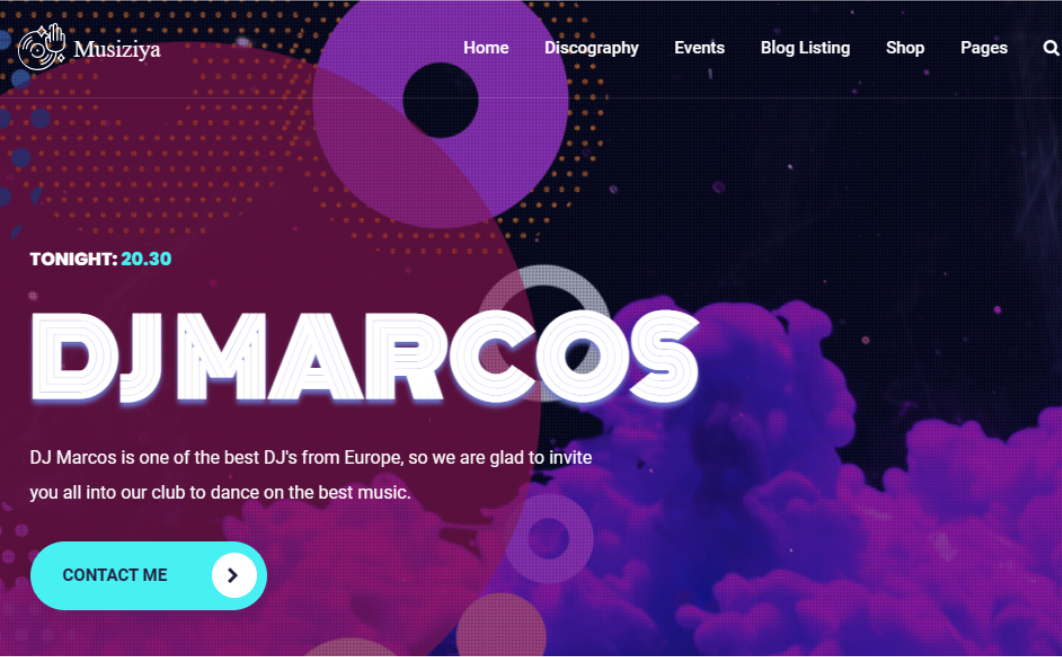 Musiziya
Home Discography Events Blog Listing Shop Pages
TONIGHT: 20.30
DJ MARCOS
DJ Marcos is one of the best DJ's from Europe, so we are glad to invite
you all into our club to dance on the best music.
CONTACT ME